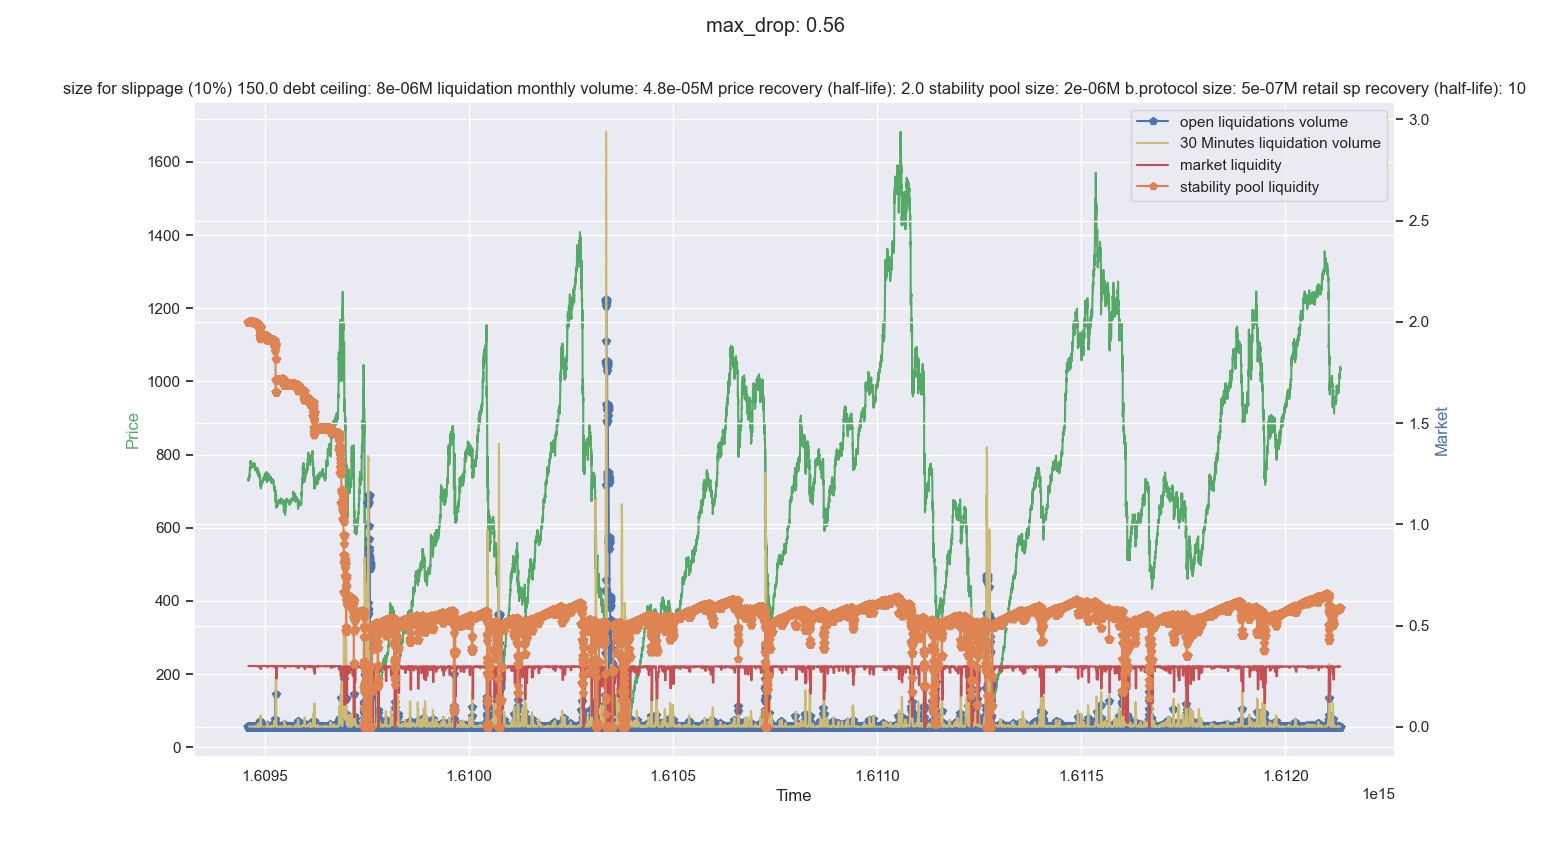 max_drop: 0.56
size for slippage (10%) 150.0 debt ceiling: 8e-06M liquidation monthly volume: 4.8e-05M price recovery (half-life): 2.0 stability pool size: 2e-06M b.protocol size: 5e-07M retail sp recovery (half-life): 10
open liquidations volume
30 Minutes liquidation volume
market liquidity
stability pool liquidity
1600
1400
1200
1000
800
600
400
200
0
Price
3.0
2.5
2.0
1.5
1.0
0.5
0.0
Market
1.6095
1.6100
1.6105
1.6110
1.6115
1.6120
1e15
Time